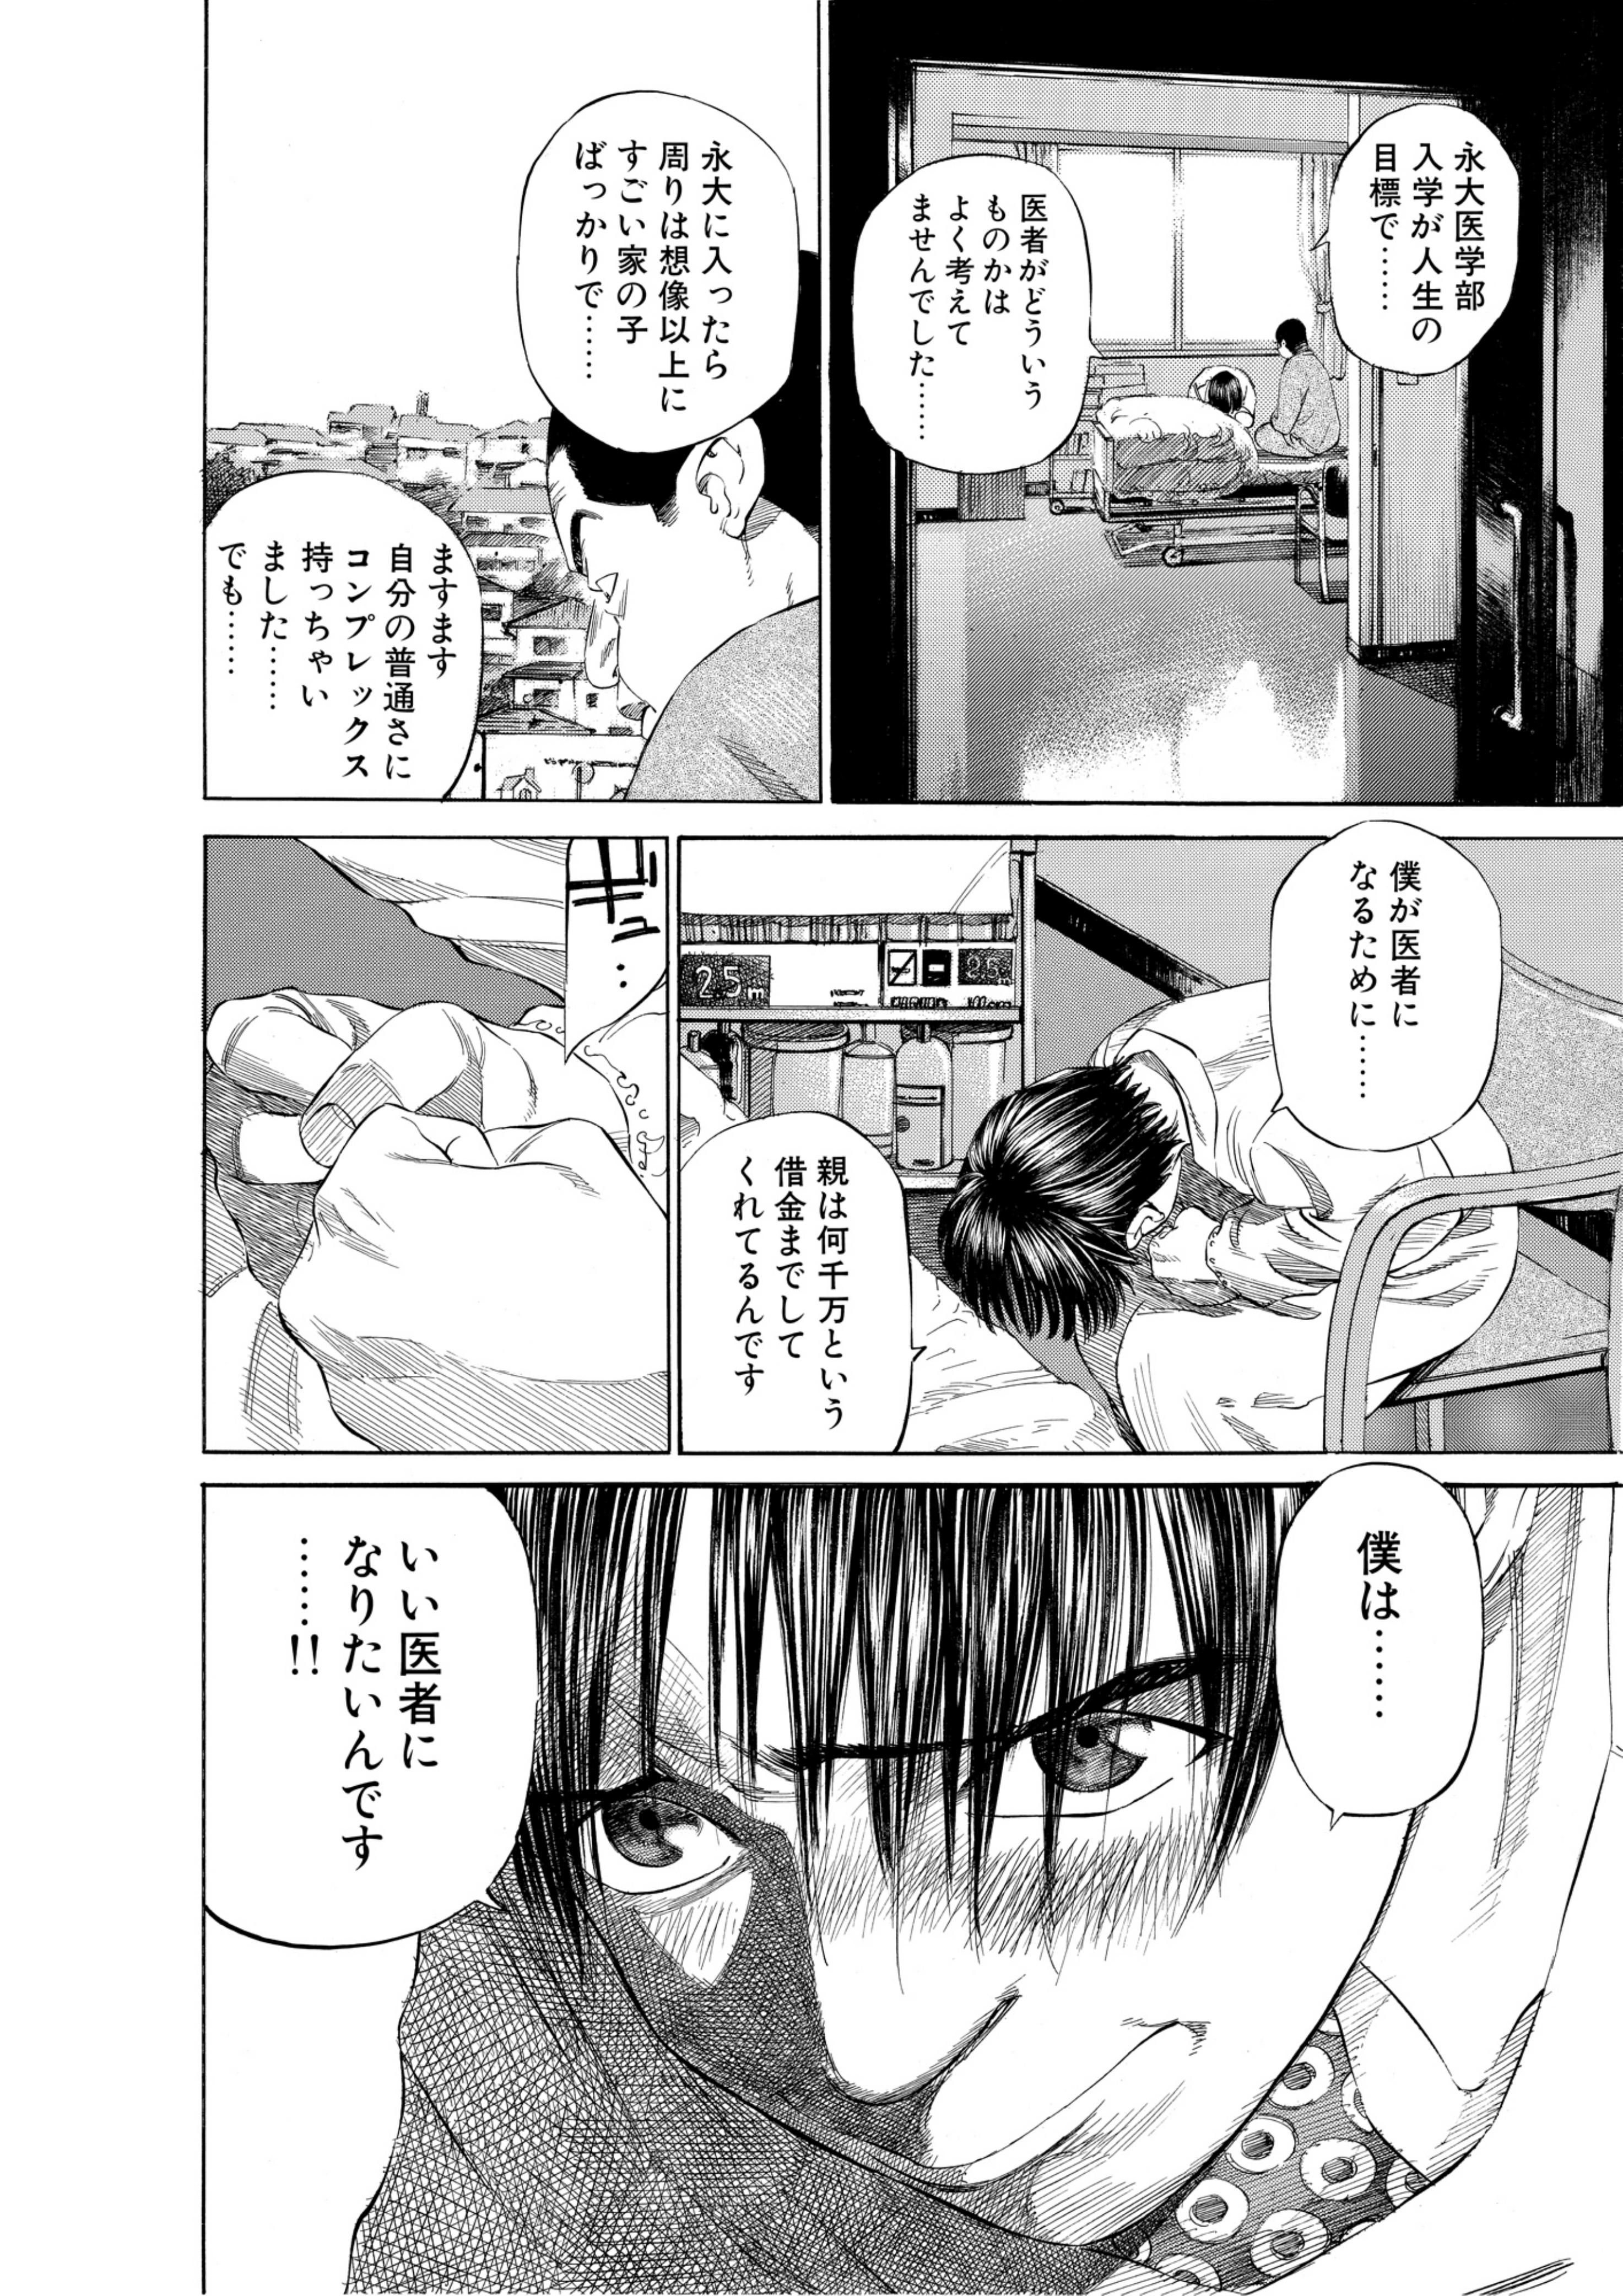 永大医学部
入学が人生の
目標で……
医者がどういう
ものかは
よく考えて
ませんでした……
永大に入ったら
周りは想像以上に
すごい家の子
ばっかりで……
ますます
自分の普通さに
コンプレックス
持っちゃい
ました……
でも……
僕が医者に
なるために……
2.5m
25m
親は何千万という
借金までして
くれてるんです
ギュ…
僕は……
いい医者に
なりたいんです
……!!